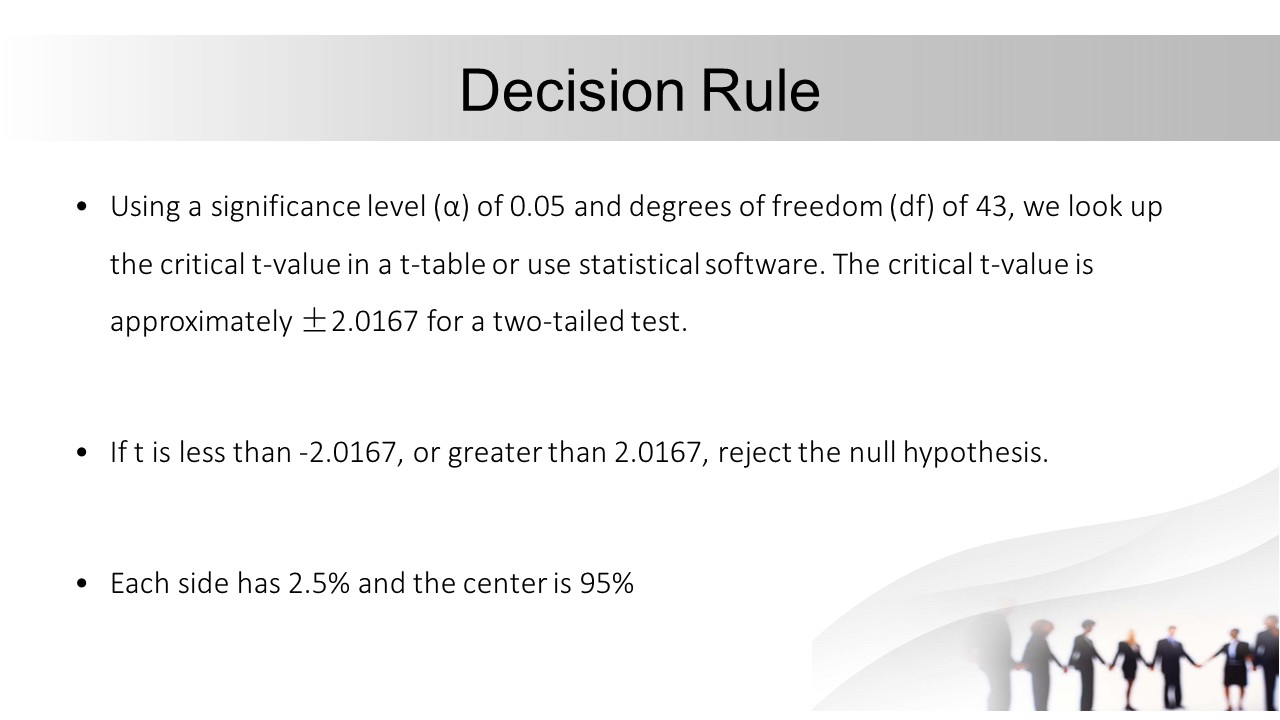 Decision Rule
• Using a significance level (α) of 0.05 and degrees of freedom (df) of 43, we look up
the critical t-value in a t-table or use statistical software. The critical t-value is
approximately ±2.0167 for a two-tailed test.
• If t is less than -2.0167, or greater than 2.0167, reject the null hypothesis.
• Each side has 2.5% and the center is 95%